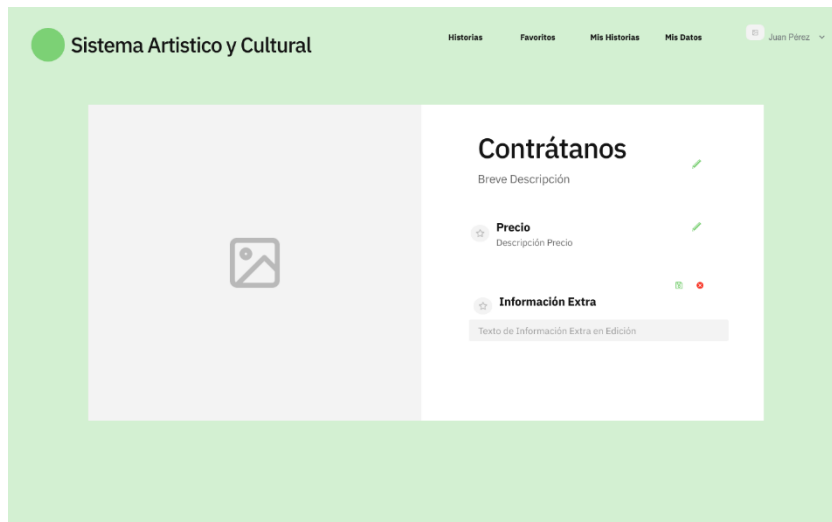 Sistema Artistico y Cultural
Historias
Favoritos
Mis Historias
Mis Datos
Juan Pérez
Contrátanos
Breve Descripción
Precio
Descripción Precio
Información Extra
Texto de Información Extra en Edición